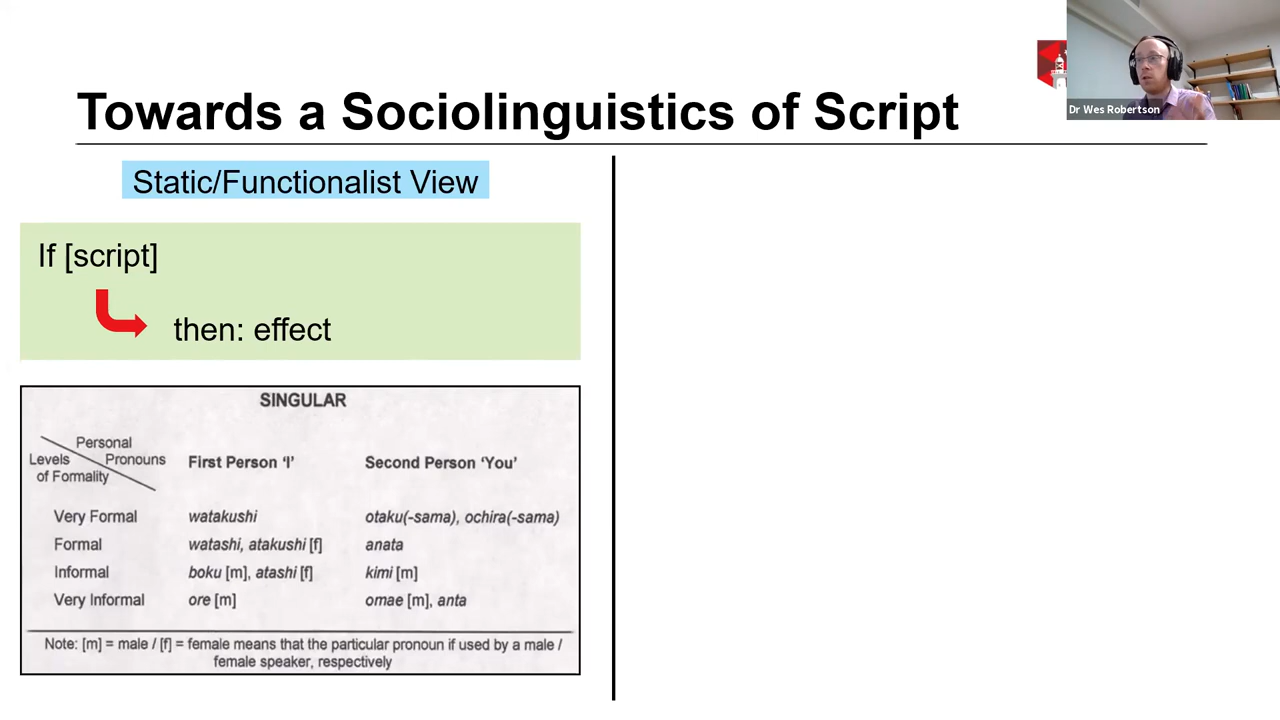 Towards a Sociolinguistics of Script
Dr Wes Robertson
Static/Functionalist View
If [script]
then: effect
SINGULAR
Personal
Levels Pronouns
of Formality
First Person ‘I’ Second Person ‘You’
Very Formal watakushi otaku(-sama), ochira(-sama)
Formal watashi, atakushi [f] anata
Informal boku [m], atashi [f] kimi [m]
Very Informal ore [m] omae [m], anta
Note: [m] = male / [f] = female means that the particular pronoun if used by a male /
female speaker, respectively